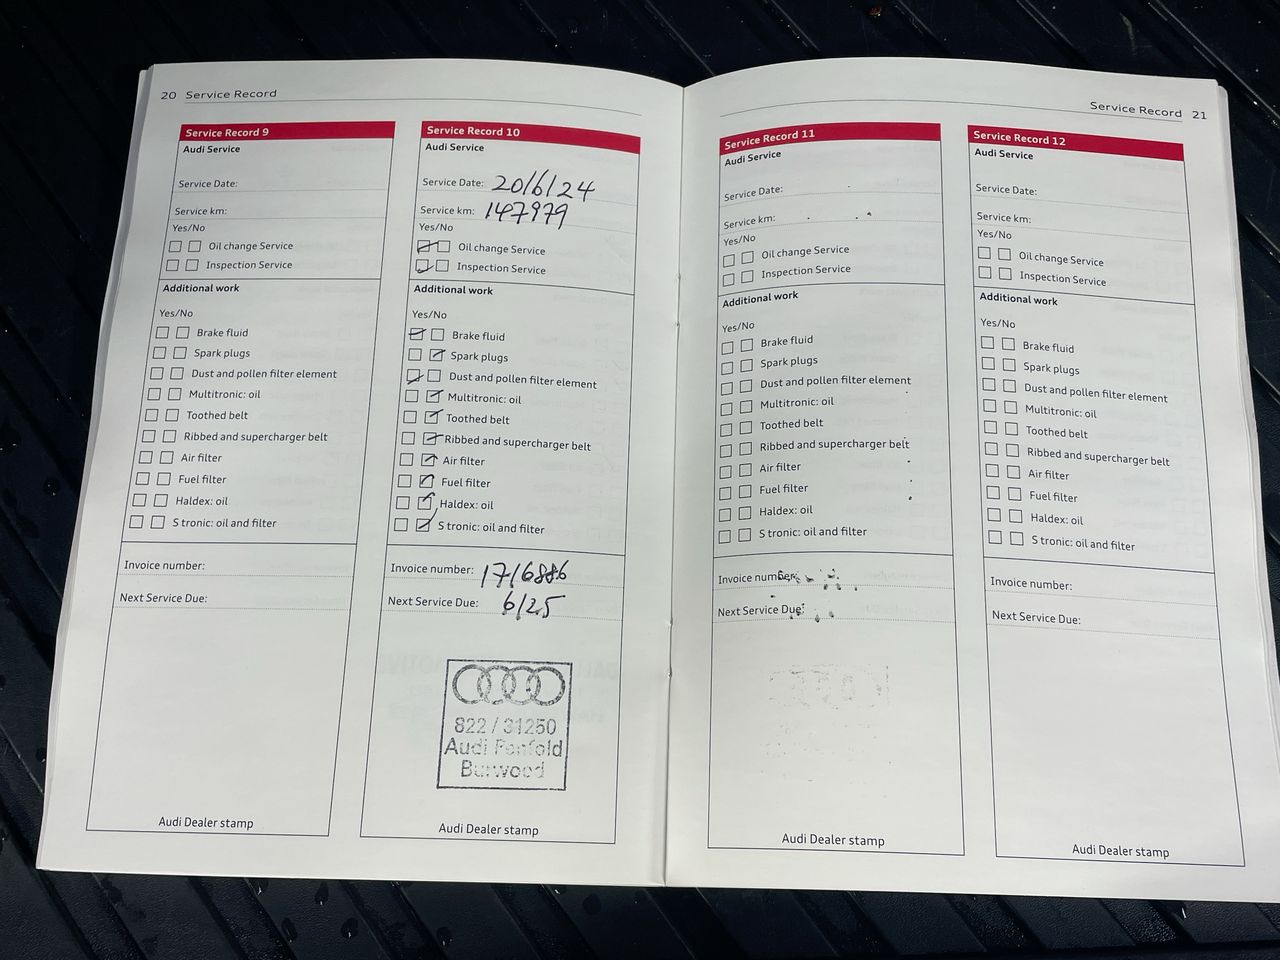 20 Service Record
Service Record 9
Audi Service
Service Date:
Service km:
Yes/No
Oil change Service
Inspection Service
Additional work
Yes/No
Brake fluid
Spark plugs
Dust and pollen filter element
Multitronic: oil
Toothed belt
Ribbed and supercharger belt
Air filter
Fuel filter
Haldex: oil
S tronic: oil and filter
Invoice number:
Next Service Due:
Audi Dealer stamp
Service Record 10
Audi Service
Service Date: 20/6/24
Service km: 147979
Yes/No
Oil change Service
Inspection Service
Additional work
Yes/No
Brake fluid
Spark plugs
Dust and pollen filter element
Multitronic: oil
Toothed belt
Ribbed and supercharger belt
Air filter
Fuel filter
Haldex: oil
S tronic: oil and filter
Invoice number: 1716886
Next Service Due: 6/25
822 / 31250
Audi Penfold
Burwood
Audi Dealer stamp
Service Record 21
Service Record 11
Audi Service
Service Date:
Service km:
Yes/No
Oil change Service
Inspection Service
Additional work
Yes/No
Brake fluid
Spark plugs
Dust and pollen filter element
Multitronic: oil
Toothed belt
Ribbed and supercharger belt
Air filter
Fuel filter
Haldex: oil
S tronic: oil and filter
Invoice number:
Next Service Due:
Audi Dealer stamp
Service Record 12
Audi Service
Service Date:
Service km:
Yes/No
Oil change Service
Inspection Service
Additional work
Yes/No
Brake fluid
Spark plugs
Dust and pollen filter element
Multitronic: oil
Toothed belt
Ribbed and supercharger belt
Air filter
Fuel filter
Haldex: oil
S tronic: oil and filter
Invoice number:
Next Service Due:
Audi Dealer stamp